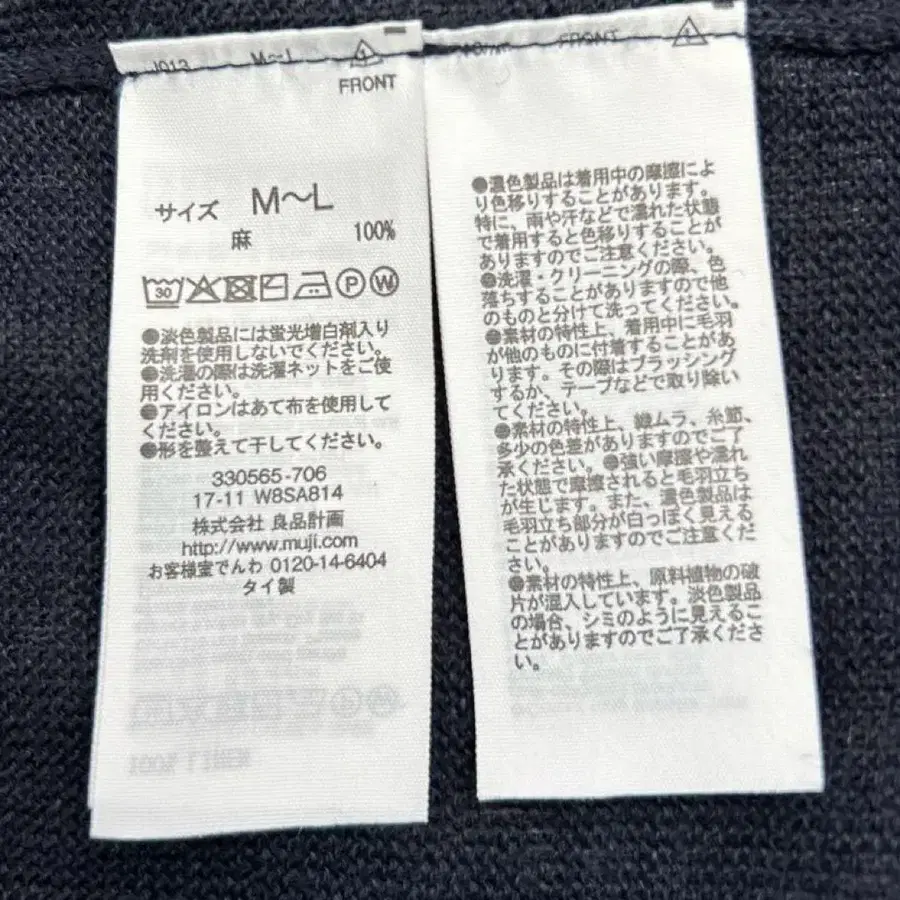 J013 M〜L
FRONT
サイズ M〜L
麻 100%
30
P W
●淡色製品には蛍光増白剤入り
洗剤を使用しないでください。
●洗濯の際は洗濯ネットをご使
用ください。
●アイロンはあて布を使用して
ください。
●形を整えて干してください。
330565-706
17-11 W8SA814
株式会社 良品計画
http://www.muji.com
お客様室でんわ 0120-14-6404
タイ製
100% LINEN
FRONT
●濃色製品は着用中の摩擦によ
り色移りすることがあります。
特に、雨や汗などで濡れた状態
で着用すると色移りすることが
ありますのでご注意ください。
●洗濯・クリーニングの際、色
落ちすることがありますので他
のものと分けて洗ってください。
●素材の特性上、着用中に毛羽
が他のものに付着することがあ
ります。その際はブラッシング
するか、テープなどで取り除い
てください。
●素材の特性上、織ムラ、糸節、
多少の色差がありますのでご了
承ください。●強い摩擦や濡れ
た状態で摩擦されると毛羽立ち
が生じます。また、濃色製品は
毛羽立ち部分が白っぽく見える
ことがありますのでご注意くだ
さい。
●素材の特性上、原料植物の破
片が混入しています。淡色製品
の場合、シミのように見えるこ
とがありますのでご了承くださ
い。